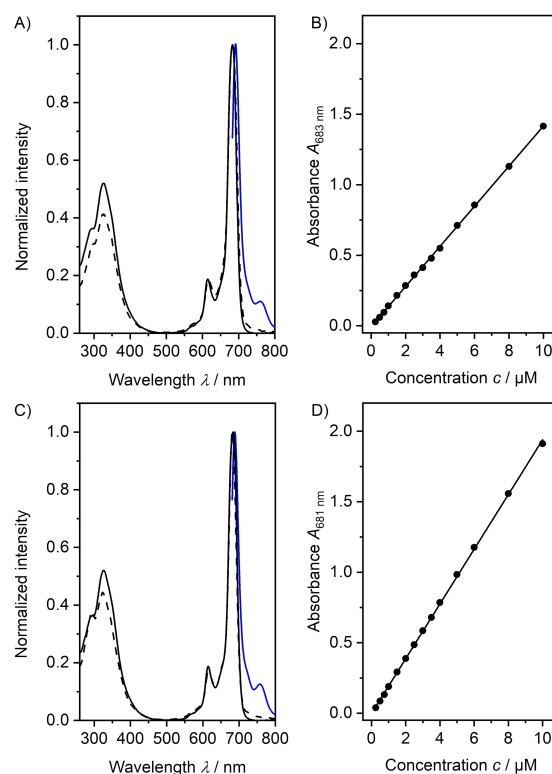 A)
1.0
0.8
0.6
0.4
0.2
0.0
Normalized intensity
300 400 500 600 700 800
Wavelength λ / nm
B)
2.0
1.5
1.0
0.5
0.0
Absorbance A683 nm
0 2 4 6 8 10
Concentration c / µM
C)
1.0
0.8
0.6
0.4
0.2
0.0
Normalized intensity
300 400 500 600 700 800
Wavelength λ / nm
D)
2.0
1.5
1.0
0.5
0.0
Absorbance A681 nm
0 2 4 6 8 10
Concentration c / µM